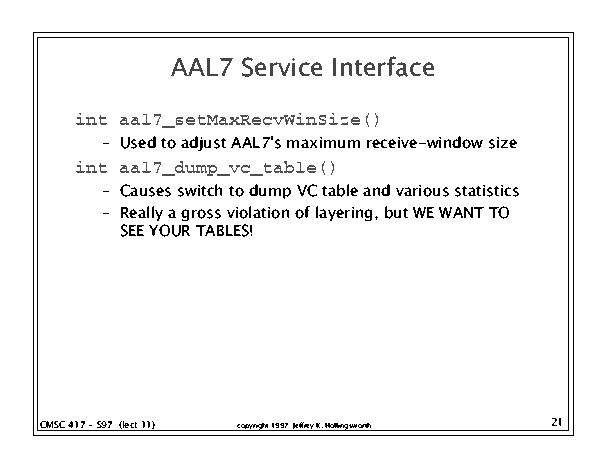 AAL7 Service Interface
int aal7_setMaxRecvWinSize()
– Used to adjust AAL7's maximum receive-window size
int aal7_dump_vc_table()
– Causes switch to dump VC table and various statistics
– Really a gross violation of layering, but WE WANT TO
SEE YOUR TABLES!
CMSC 417 - S97 (lect 11)
copyright 1997 Jeffrey K. Hollingsworth
21